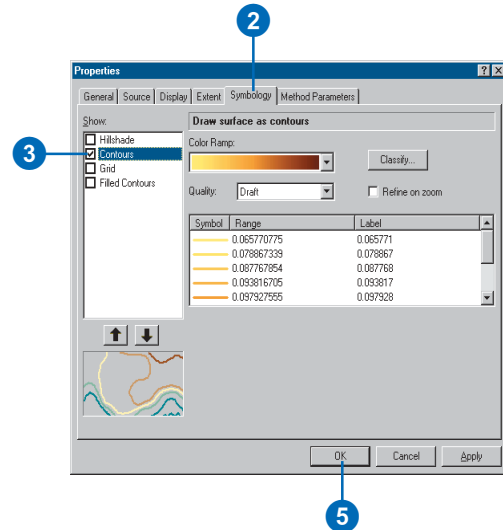 2
Properties
? X
General Source Display Extent Symbology Method Parameters
Show:
Hillshade
Contours
Grid
Filled Contours
3
Draw surface as contours
Color Ramp:
Classify...
Quality: Draft
Refine on zoom
Symbol Range Label
0.065770775 0.065771
0.078867339 0.078867
0.087767854 0.087768
0.093816705 0.093817
0.097927555 0.097928
OK Cancel Apply
5